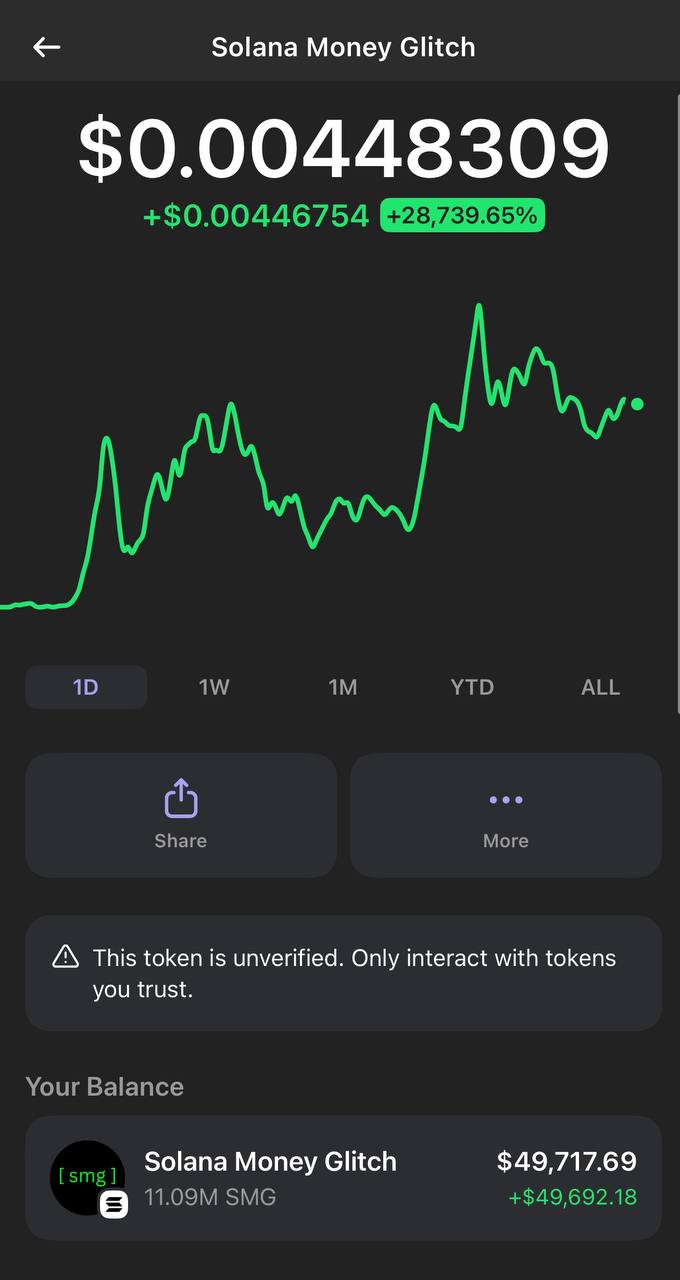 Solana Money Glitch
$0.00448309
+$0.00446754 +28,739.65%
1D 1W 1M YTD ALL
Share More
This token is unverified. Only interact with tokens
you trust.
Your Balance
[ smg ]
Solana Money Glitch $49,717.69
11.09M SMG +$49,692.18